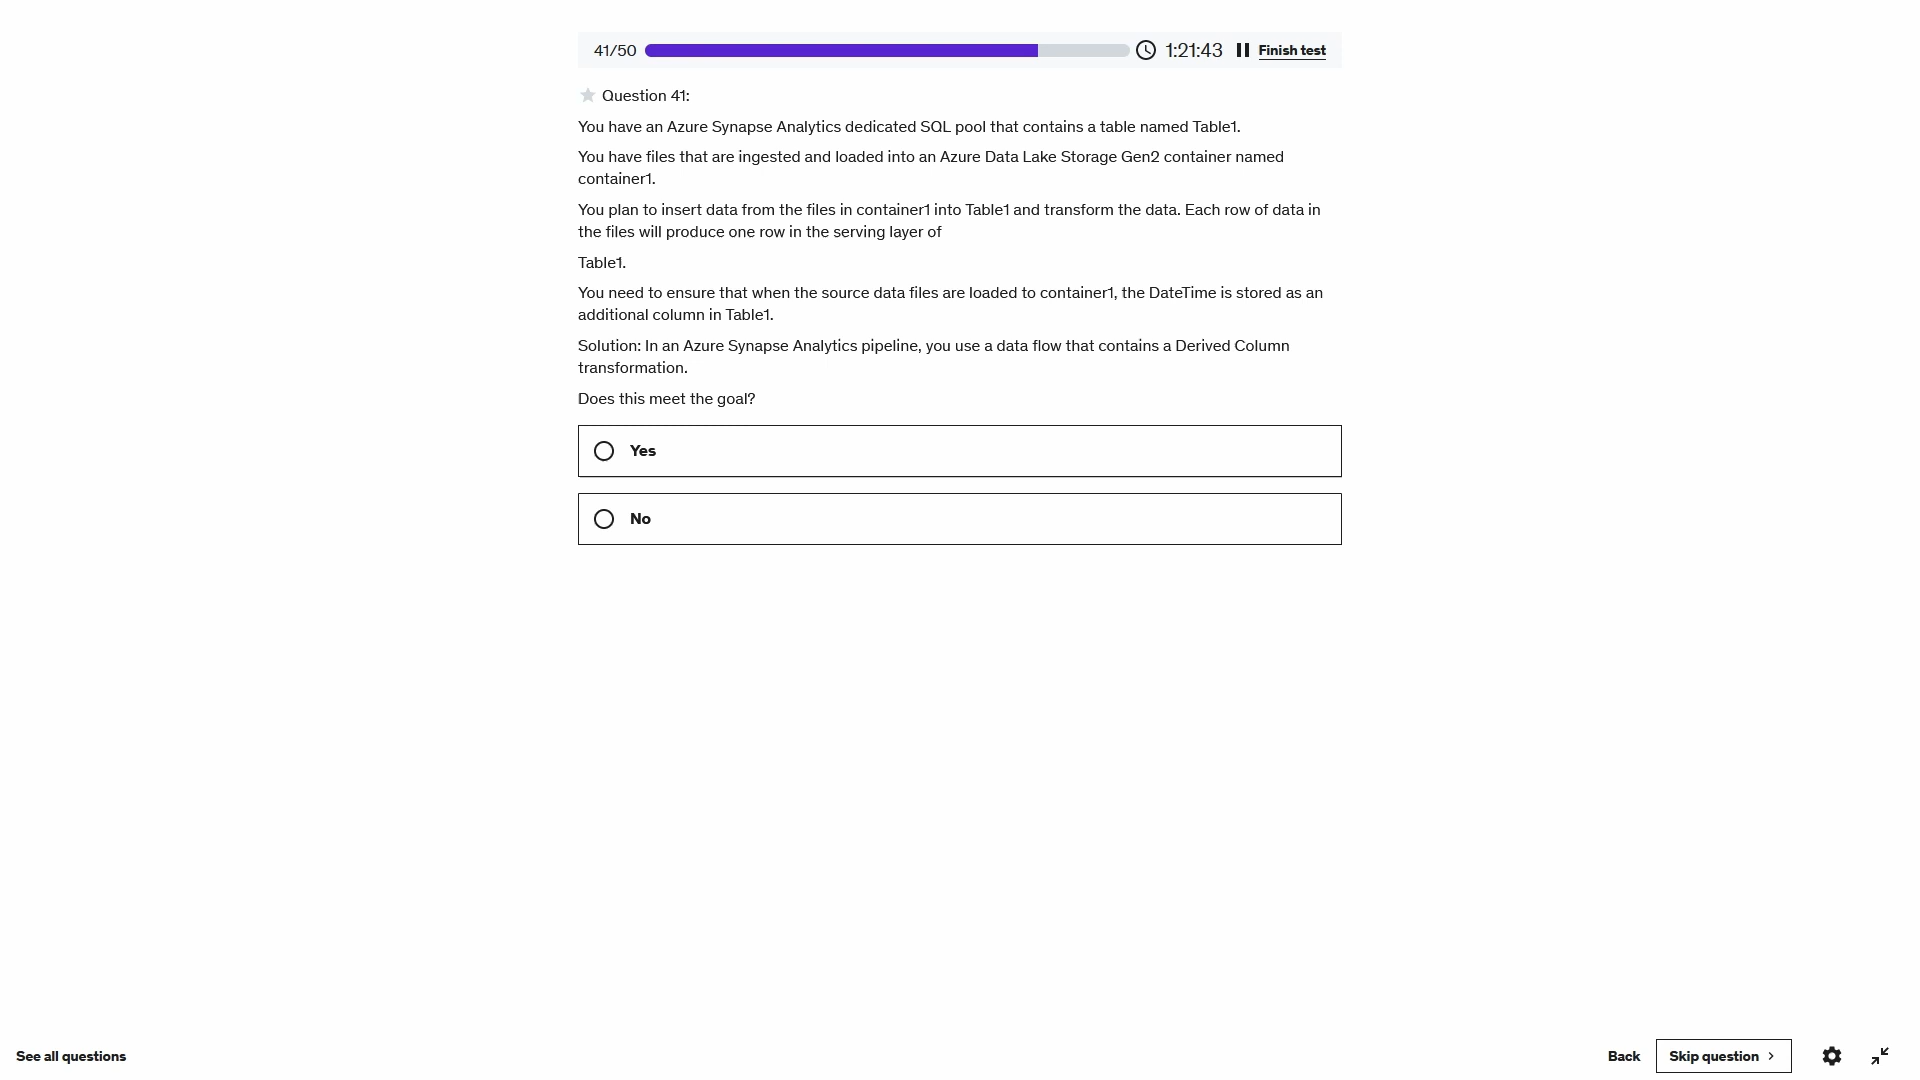 41/50 1:21:43 Finish test
Question 41:
You have an Azure Synapse Analytics dedicated SQL pool that contains a table named Table1.
You have files that are ingested and loaded into an Azure Data Lake Storage Gen2 container named
container1.
You plan to insert data from the files in container1 into Table1 and transform the data. Each row of data in
the files will produce one row in the serving layer of
Table1.
You need to ensure that when the source data files are loaded to container1, the DateTime is stored as an
additional column in Table1.
Solution: In an Azure Synapse Analytics pipeline, you use a data flow that contains a Derived Column
transformation.
Does this meet the goal?
Yes
No
See all questions Back Skip question